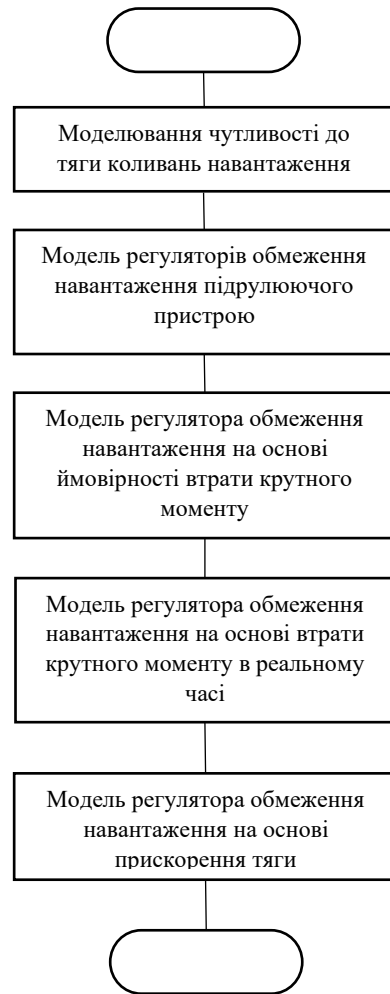 Моделювання чутливості до
тяги коливань навантаження
Модель регуляторів обмеження
навантаження підрулюючого
пристрою
Модель регулятора обмеження
навантаження на основі
ймовірності втрати крутного
моменту
Модель регулятора обмеження
навантаження на основі втрати
крутного моменту в реальному
часі
Модель регулятора обмеження
навантаження на основі
прискорення тяги